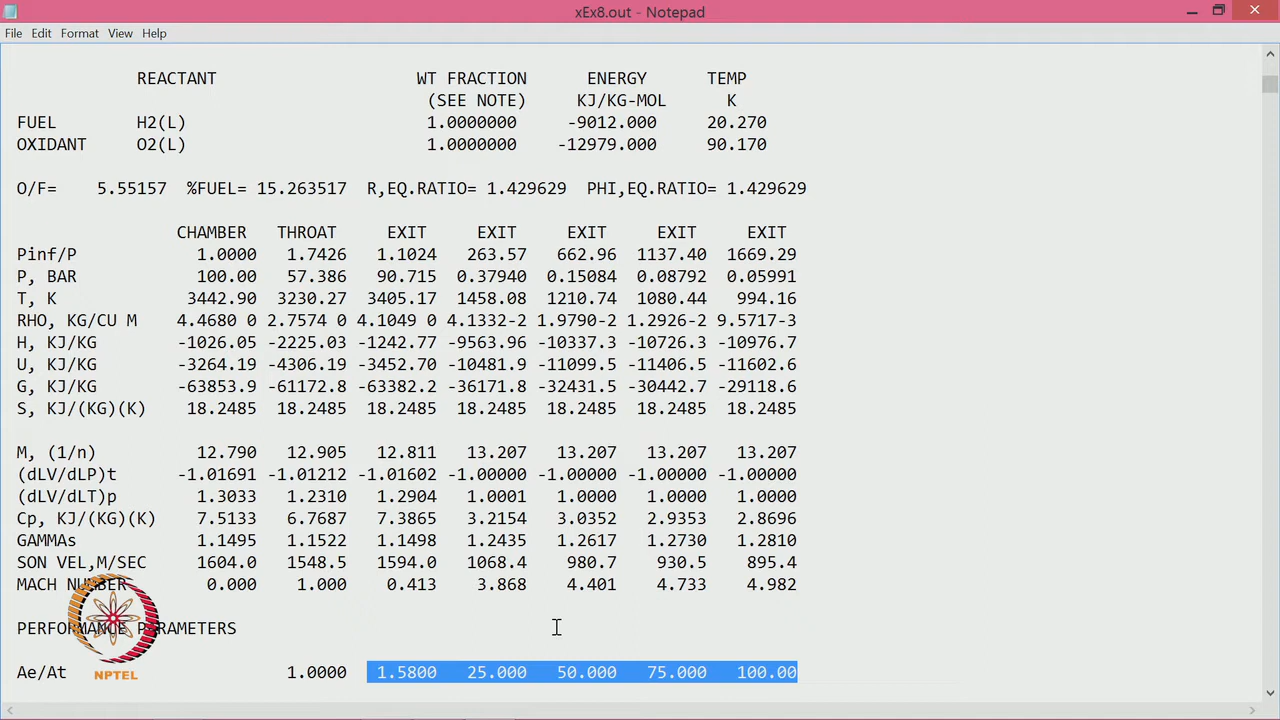 xEx8.out - Notepad
File Edit Format View Help
REACTANT WT FRACTION ENERGY TEMP
(SEE NOTE) KJ/KG-MOL K
FUEL H2(L) 1.0000000 -9012.000 20.270
OXIDANT O2(L) 1.0000000 -12979.000 90.170
O/F= 5.55157 %FUEL= 15.263517 R,EQ.RATIO= 1.429629 PHI,EQ.RATIO= 1.429629
CHAMBER THROAT EXIT EXIT EXIT EXIT EXIT
Pinf/P 1.0000 1.7426 1.1024 263.57 662.96 1137.40 1669.29
P, BAR 100.00 57.386 90.715 0.37940 0.15084 0.08792 0.05991
T, K 3442.90 3230.27 3405.17 1458.08 1210.74 1080.44 994.16
RHO, KG/CU M 4.4680 0 2.7574 0 4.1049 0 4.1332-2 1.9790-2 1.2926-2 9.5717-3
H, KJ/KG -1026.05 -2225.03 -1242.77 -9563.96 -10337.3 -10726.3 -10976.7
U, KJ/KG -3264.19 -4306.19 -3452.70 -10481.9 -11099.5 -11406.5 -11602.6
G, KJ/KG -63853.9 -61172.8 -63382.2 -36171.8 -32431.5 -30442.7 -29118.6
S, KJ/(KG)(K) 18.2485 18.2485 18.2485 18.2485 18.2485 18.2485 18.2485
M, (1/n) 12.790 12.905 12.811 13.207 13.207 13.207 13.207
(dLV/dLP)t -1.01691 -1.01212 -1.01602 -1.00000 -1.00000 -1.00000 -1.00000
(dLV/dLT)p 1.3033 1.2310 1.2904 1.0001 1.0000 1.0000 1.0000
Cp, KJ/(KG)(K) 7.5133 6.7687 7.3865 3.2154 3.0352 2.9353 2.8696
GAMMAs 1.1495 1.1522 1.1498 1.2435 1.2617 1.2730 1.2810
SON VEL,M/SEC 1604.0 1548.5 1594.0 1068.4 980.7 930.5 895.4
MACH NUMBER 0.000 1.000 0.413 3.868 4.401 4.733 4.982
PERFORMANCE PARAMETERS
Ae/At 1.0000 1.5800 25.000 50.000 75.000 100.00
NPTEL